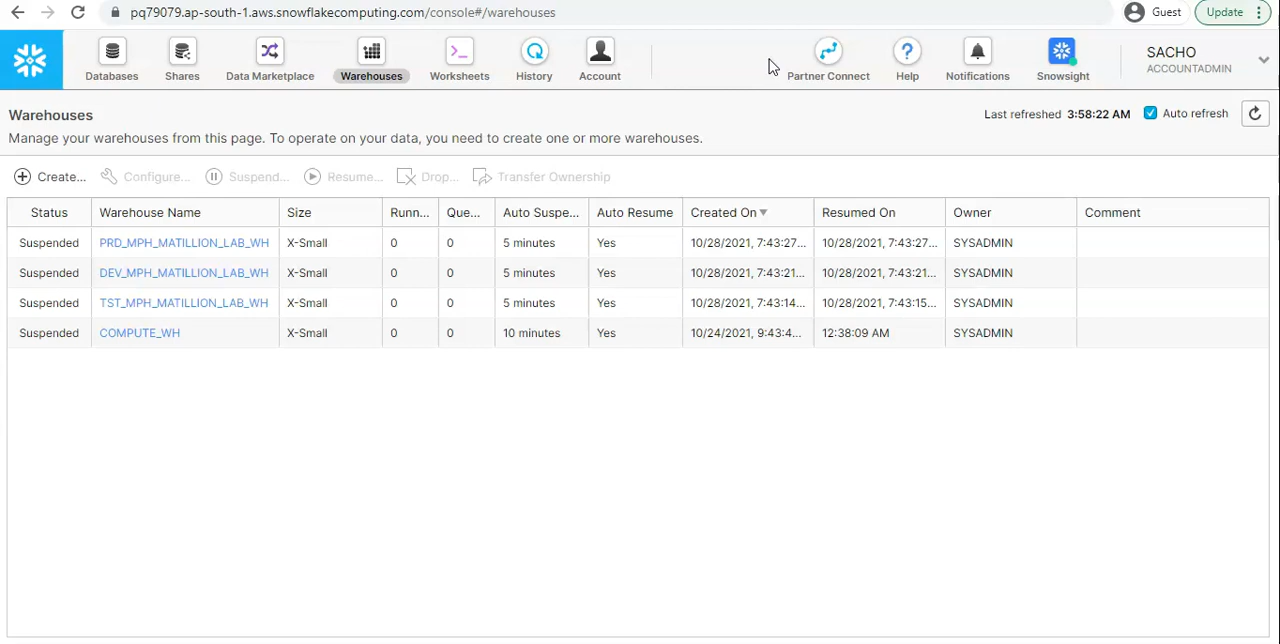 pq79079.ap-south-1.aws.snowflakecomputing.com/console#/warehouses Guest Update
Databases Shares Data Marketplace Warehouses Worksheets History Account Partner Connect Help Notifications Snowsight SACHO
ACCOUNTADMIN
Warehouses Last refreshed 3:58:22 AM Auto refresh
Manage your warehouses from this page. To operate on your data, you need to create one or more warehouses.
Create... Configure... Suspend... Resume... Drop... Transfer Ownership
Status Warehouse Name Size Runn... Que... Auto Suspe... Auto Resume Created On Resumed On Owner Comment
Suspended PRD_MPH_MATILLION_LAB_WH X-Small 0 0 5 minutes Yes 10/28/2021, 7:43:27... 10/28/2021, 7:43:27... SYSADMIN
Suspended DEV_MPH_MATILLION_LAB_WH X-Small 0 0 5 minutes Yes 10/28/2021, 7:43:21... 10/28/2021, 7:43:21... SYSADMIN
Suspended TST_MPH_MATILLION_LAB_WH X-Small 0 0 5 minutes Yes 10/28/2021, 7:43:14... 10/28/2021, 7:43:15... SYSADMIN
Suspended COMPUTE_WH X-Small 0 0 10 minutes Yes 10/24/2021, 9:43:4... 12:38:09 AM SYSADMIN